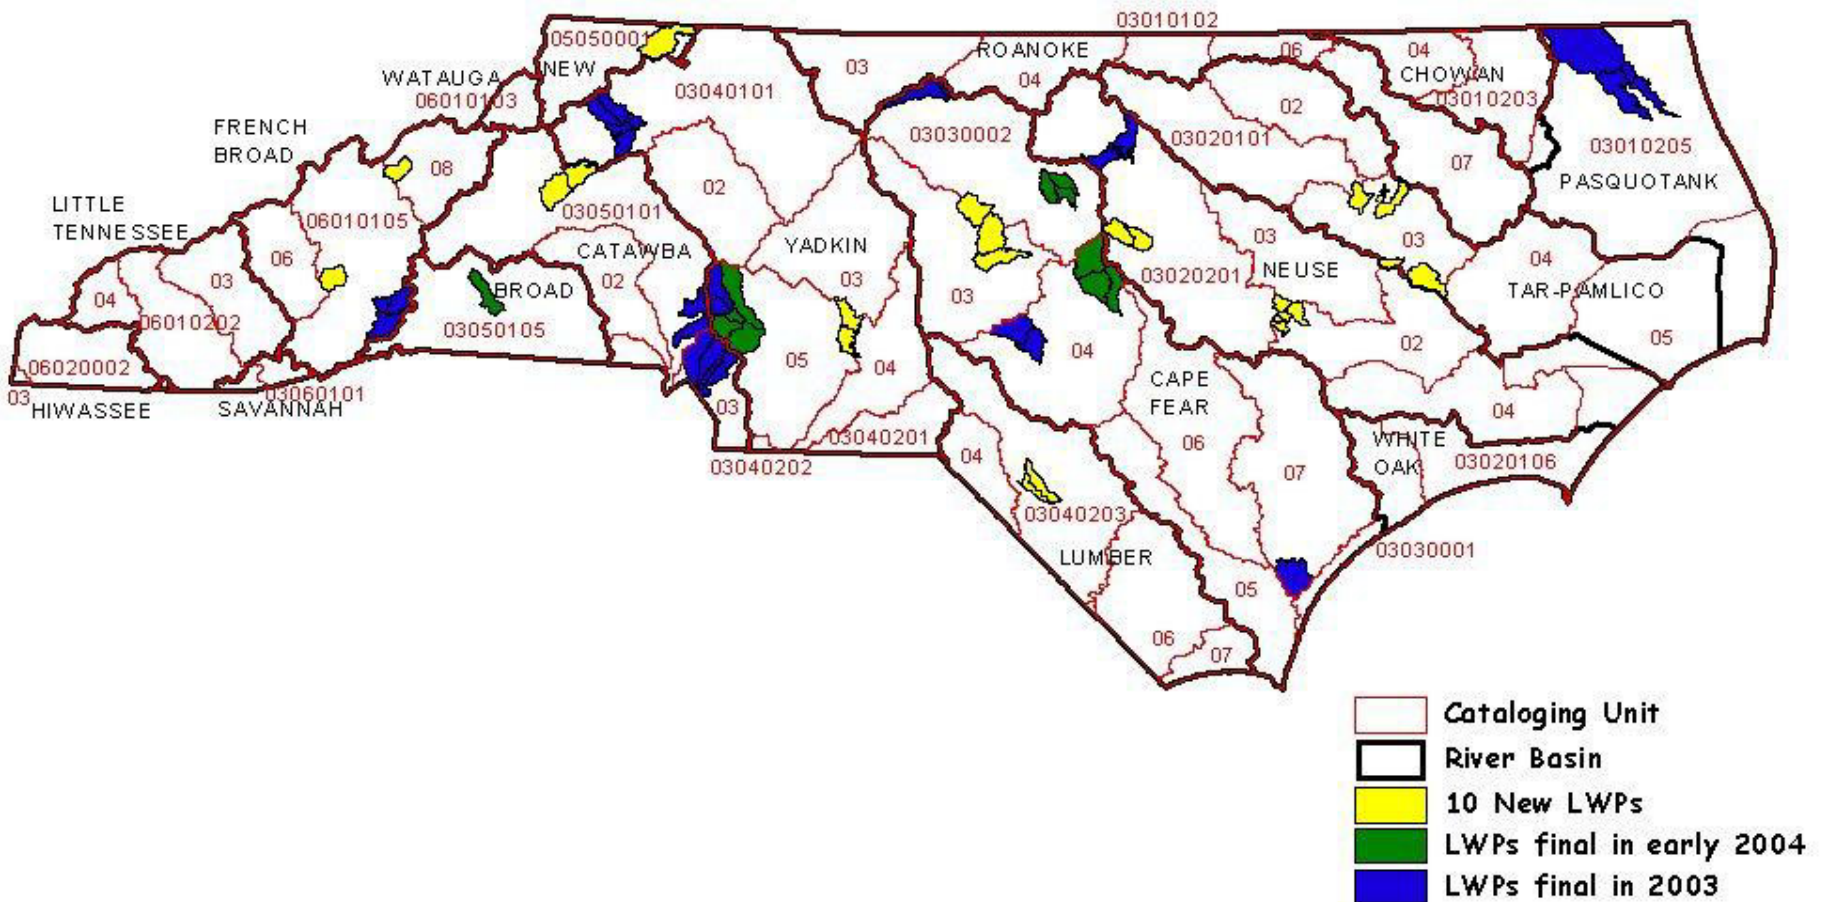 03010102
05050001
NEW
ROANOKE
03
04
06
04
CHOWAN
03010203
WATAUGA
06010103
03040101
FRENCH
BROAD
08
03030002
03020101
02
07
03010205
PASQUOTANK
LITTLE
TENNESSEE
06010105
06
03
04
06010202
03050101
CATAWBA
02
BROAD
03050105
02
YADKIN
03
05
04
03
04
03020201
03
NEUSE
03
02
04
TAR-PAMLICO
05
06020002
03
HIWASSEE
SAVANNAH
03060101
03
03040202
03040201
04
CAPE
FEAR
06
07
WHITE
OAK
04
03020106
03040203
LUMBER
03030001
05
06
07
Cataloging Unit
River Basin
10 New LWPs
LWPs final in early 2004
LWPs final in 2003